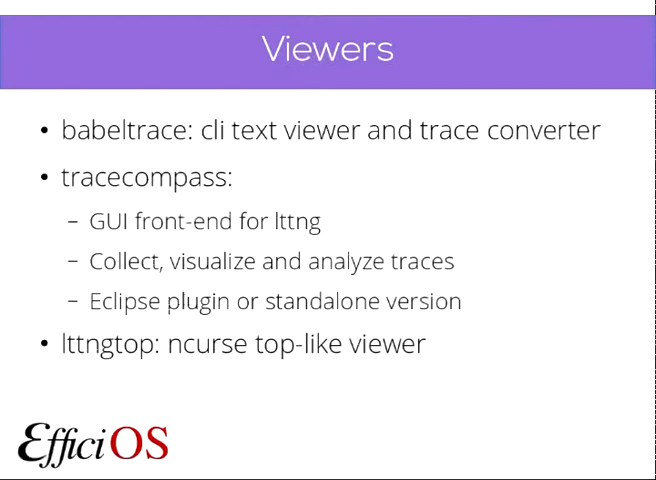 Viewers
• babeltrace: cli text viewer and trace converter
• tracecompass:
– GUI front-end for lttng
– Collect, visualize and analyze traces
– Eclipse plugin or standalone version
• lttngtop: ncurse top-like viewer
EfficiOS